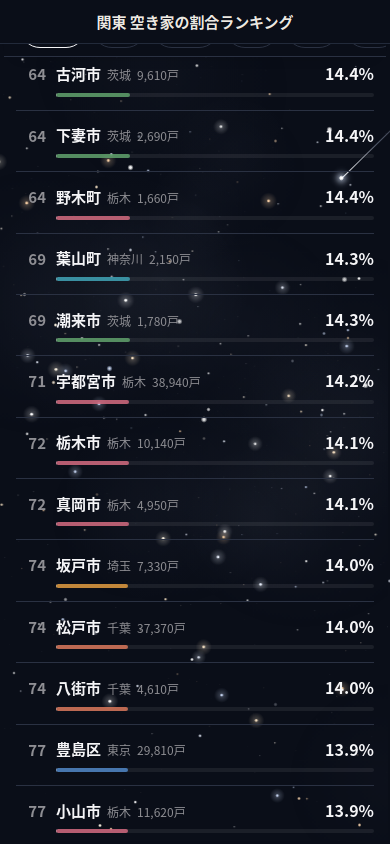 関東 空き家の割合ランキング
64 古河市 茨城 9,610戸 14.4%
64 下妻市 茨城 2,690戸 14.4%
64 野木町 栃木 1,660戸 14.4%
69 葉山町 神奈川 2,150戸 14.3%
69 潮来市 茨城 1,780戸 14.3%
71 宇都宮市 栃木 38,940戸 14.2%
72 栃木市 栃木 10,140戸 14.1%
72 真岡市 栃木 4,950戸 14.1%
74 坂戸市 埼玉 7,330戸 14.0%
74 松戸市 千葉 37,370戸 14.0%
74 八街市 千葉 4,610戸 14.0%
77 豊島区 東京 29,810戸 13.9%
77 小山市 栃木 11,620戸 13.9%